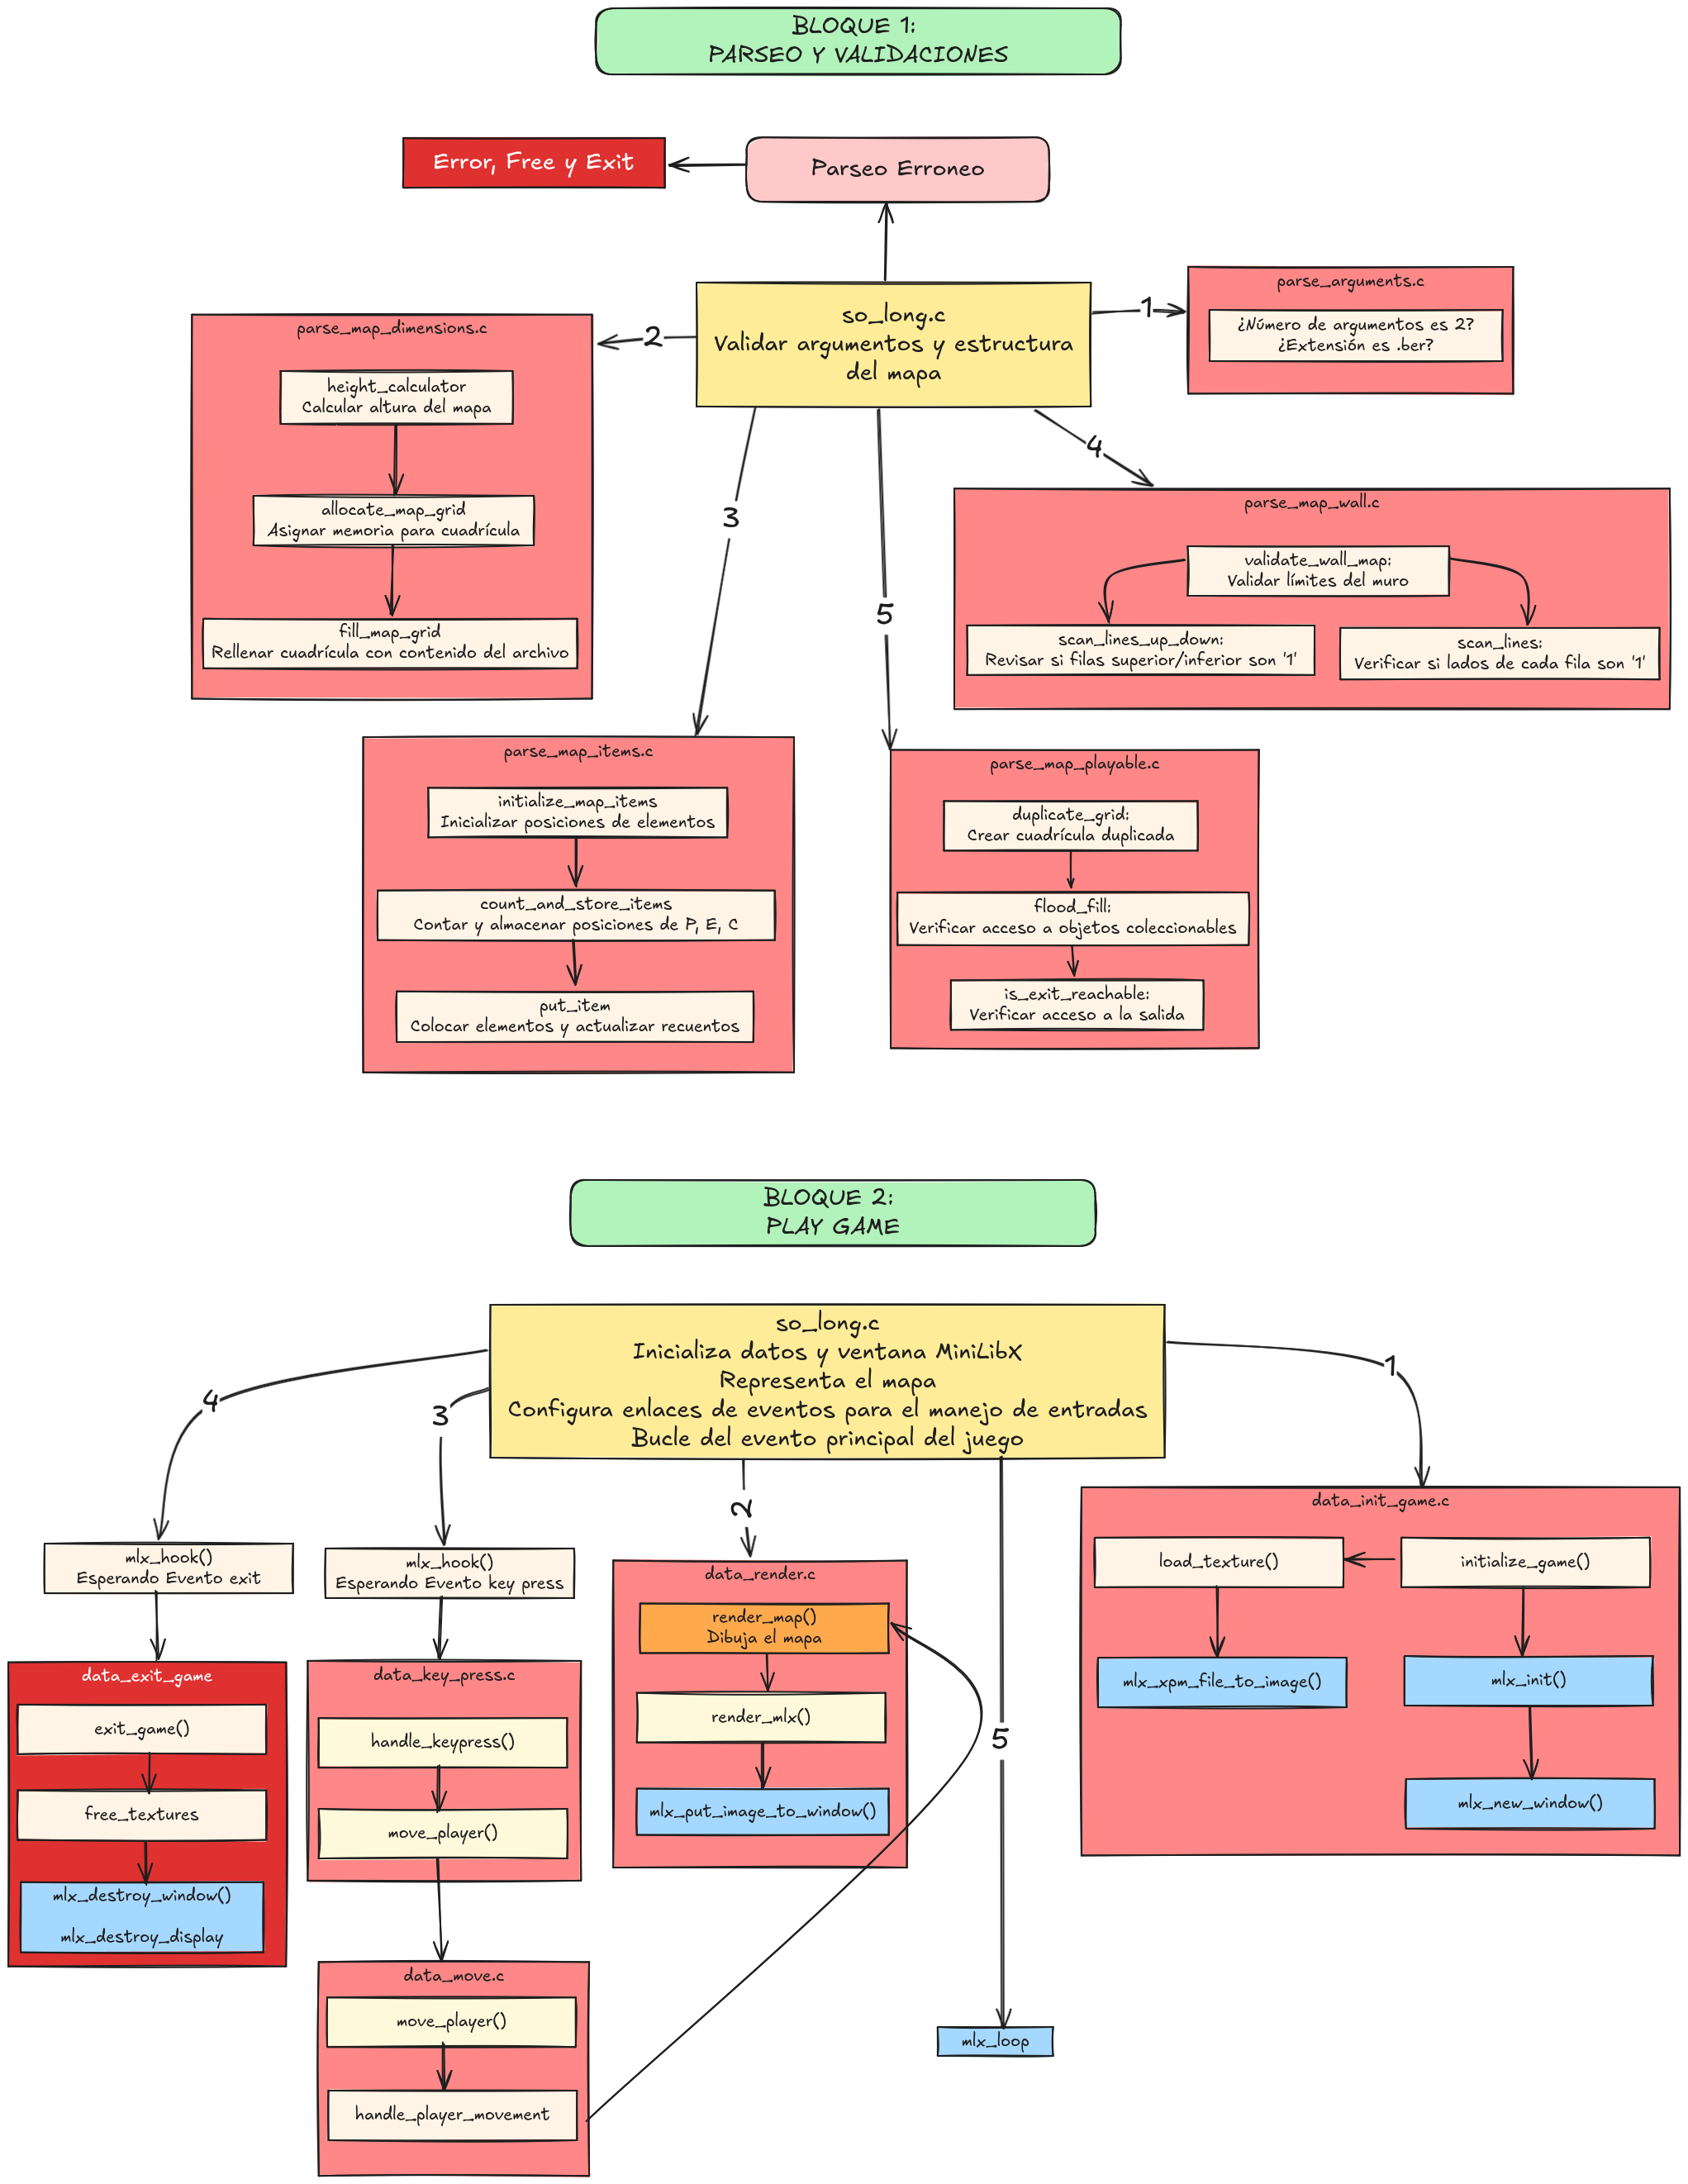 BLOQUE 1:
PARSEO Y VALIDACIONES
Error, Free y Exit
Parseo Erroneo
so_long.c
Validar argumentos y estructura
del mapa
1
parse_arguments.c
¿Número de argumentos es 2?
¿Extensión es .ber?
2
parse_map_dimensions.c
height_calculator
Calcular altura del mapa
allocate_map_grid
Asignar memoria para cuadrícula
fill_map_grid
Rellenar cuadrícula con contenido del archivo
3
parse_map_items.c
initialize_map_items
Inicializar posiciones de elementos
count_and_store_items
Contar y almacenar posiciones de P, E, C
put_item
Colocar elementos y actualizar recuentos
4
parse_map_wall.c
validate_wall_map:
Validar límites del muro
scan_lines_up_down:
Revisar si filas superior/inferior son '1'
scan_lines:
Verificar si lados de cada fila son '1'
5
parse_map_playable.c
duplicate_grid:
Crear cuadrícula duplicada
flood_fill:
Verificar acceso a objetos coleccionables
is_exit_reachable:
Verificar acceso a la salida
BLOQUE 2:
PLAY GAME
so_long.c
Inicializa datos y ventana MiniLibX
Representa el mapa
Configura enlaces de eventos para el manejo de entradas
Bucle del evento principal del juego
1
data_init_game.c
load_texture()
initialize_game()
mlx_xpm_file_to_image()
mlx_init()
mlx_new_window()
2
data_render.c
render_map()
Dibuja el mapa
render_mlx()
mlx_put_image_to_window()
3
mlx_hook()
Esperando Evento key press
data_key_press.c
handle_keypress()
move_player()
data_move.c
move_player()
handle_player_movement
4
mlx_hook()
Esperando Evento exit
data_exit_game
exit_game()
free_textures
mlx_destroy_window()
mlx_destroy_display
5
mlx_loop